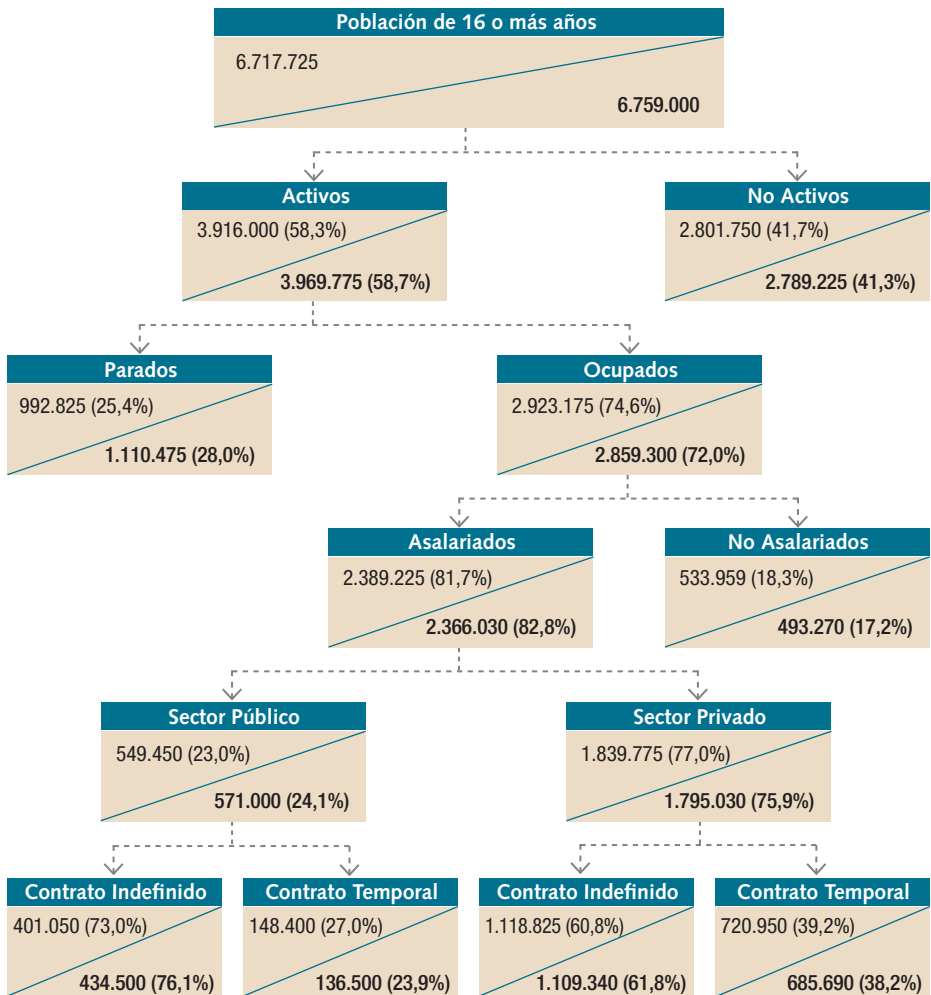 Población de 16 o más años
6.717.725
6.759.000
Activos
3.916.000 (58,3%)
3.969.775 (58,7%)
No Activos
2.801.750 (41,7%)
2.789.225 (41,3%)
Parados
992.825 (25,4%)
1.110.475 (28,0%)
Ocupados
2.923.175 (74,6%)
2.859.300 (72,0%)
Asalariados
2.389.225 (81,7%)
2.366.030 (82,8%)
No Asalariados
533.959 (18,3%)
493.270 (17,2%)
Sector Público
549.450 (23,0%)
571.000 (24,1%)
Sector Privado
1.839.775 (77,0%)
1.795.030 (75,9%)
Contrato Indefinido
401.050 (73,0%)
434.500 (76,1%)
Contrato Temporal
148.400 (27,0%)
136.500 (23,9%)
Contrato Indefinido
1.118.825 (60,8%)
1.109.340 (61,8%)
Contrato Temporal
720.950 (39,2%)
685.690 (38,2%)